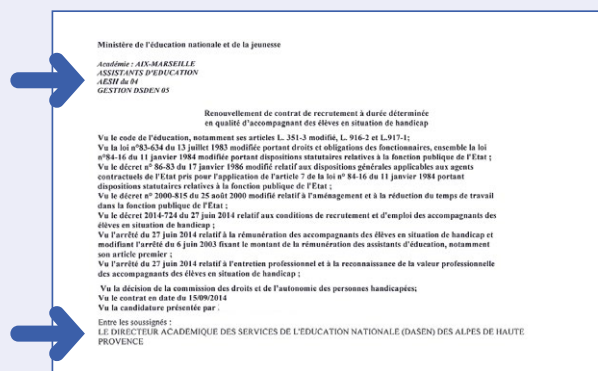 Ministère de l'éducation nationale et de la jeunesse
Académie : AIX-MARSEILLE
ASSISTANTS D'EDUCATION
AESH du 04
GESTION DSDEN 05
Renouvellement de contrat de recrutement à durée déterminée
en qualité d'accompagnant des élèves en situation de handicap
Vu le code de l'éducation, notamment ses articles L. 351-3 modifié, L. 916-2 et L.917-1;
Vu la loi n°83-634 du 13 juillet 1983 modifiée portant droits et obligations des fonctionnaires, ensemble la loi
n°84-16 du 11 janvier 1984 modifiée portant dispositions statutaires relatives à la fonction publique de l'Etat ;
Vu le décret n° 86-83 du 17 janvier 1986 modifié relatif aux dispositions générales applicables aux agents
contractuels de l'Etat pris pour l'application de l'article 7 de la loi n° 84-16 du 11 janvier 1984 portant
dispositions statutaires relatives à la fonction publique de l'État ;
Vu le décret n° 2000-815 du 25 août 2000 modifié relatif à l'aménagement et à la réduction du temps de travail
dans la fonction publique de l'Etat ;
Vu le décret 2014-724 du 27 juin 2014 relatif aux conditions de recrutement et d'emploi des accompagnants des
élèves en situation de handicap ;
Vu l'arrêté du 27 juin 2014 relatif à la rémunération des accompagnants des élèves en situation de handicap et
modifiant l'arrêté du 6 juin 2003 fixant le montant de la rémunération des assistants d'éducation, notamment
son article premier ;
Vu l'arrêté du 27 juin 2014 relatif à l'entretien professionnel et à la reconnaissance de la valeur professionnelle
des accompagnants des élèves en situation de handicap ;
Vu la décision de la commission des droits et de l'autonomie des personnes handicapées;
Vu le contrat en date du 15/09/2014
Vu la candidature présentée par .
Entre les soussignés :
LE DIRECTEUR ACADÉMIQUE DES SERVICES DE L'EDUCATION NATIONALE (DASEN) DES ALPES DE HAUTE
PROVENCE